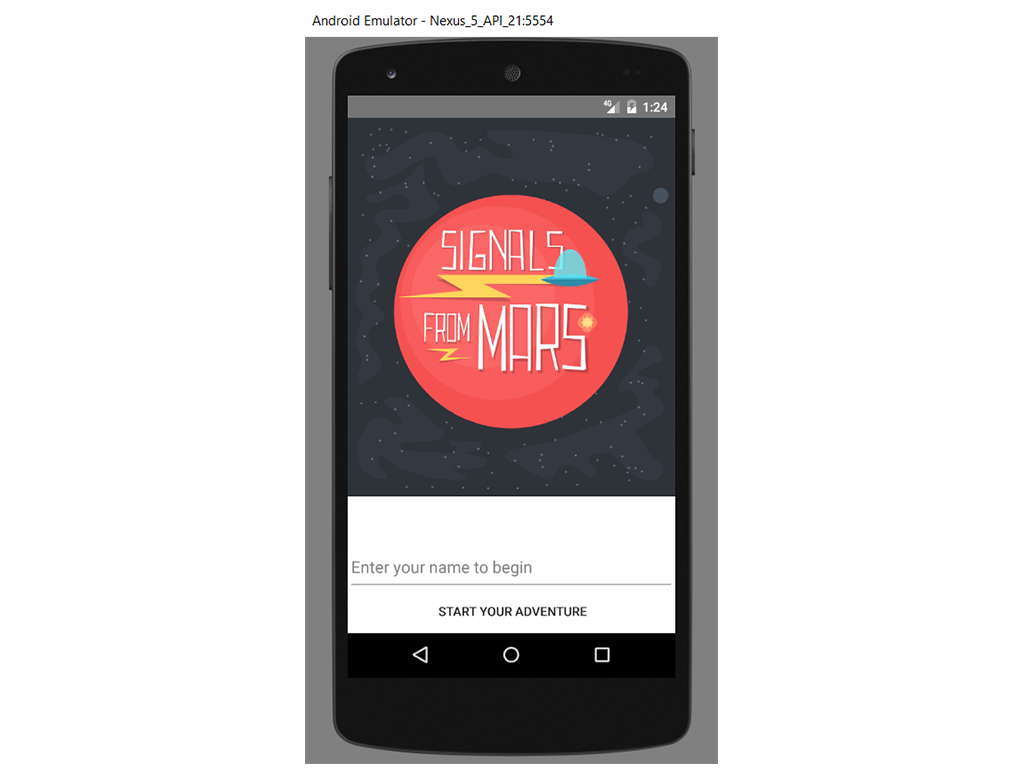 Android Emulator - Nexus_5_API_21:5554
4G 1:24
SIGNALS
FROM MARS
Enter your name to begin
START YOUR ADVENTURE